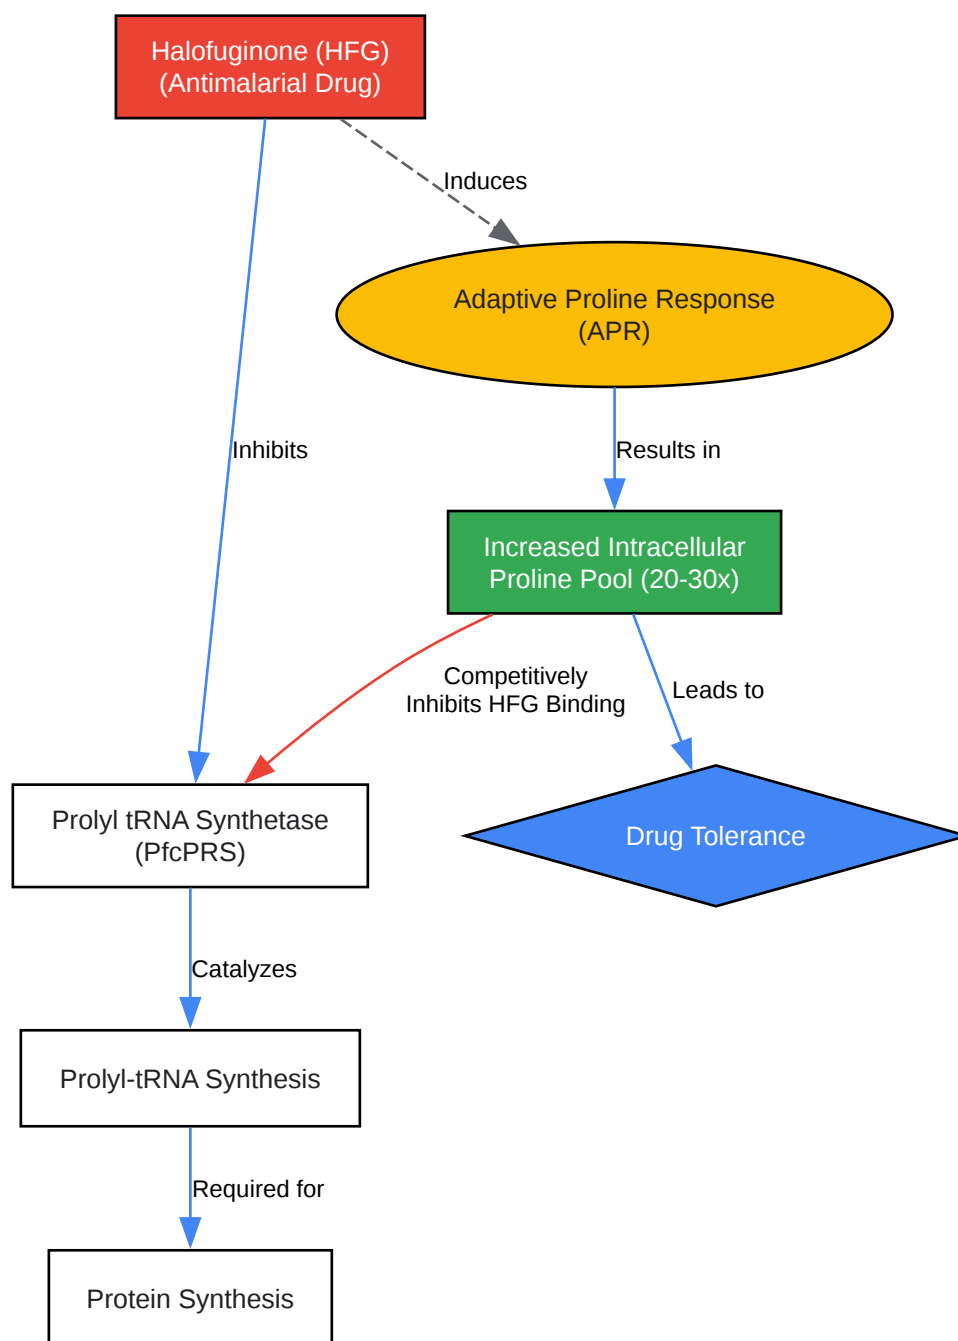 Halofuginone (HFG)
(Antimalarial Drug)
Induces
Adaptive Proline Response
(APR)
Inhibits
Results in
Increased Intracellular
Proline Pool (20-30x)
Competitively
Inhibits HFG Binding
Leads to
Prolyl tRNA Synthetase
(PfcPRS)
Drug Tolerance
Catalyzes
Prolyl-tRNA Synthesis
Required for
Protein Synthesis